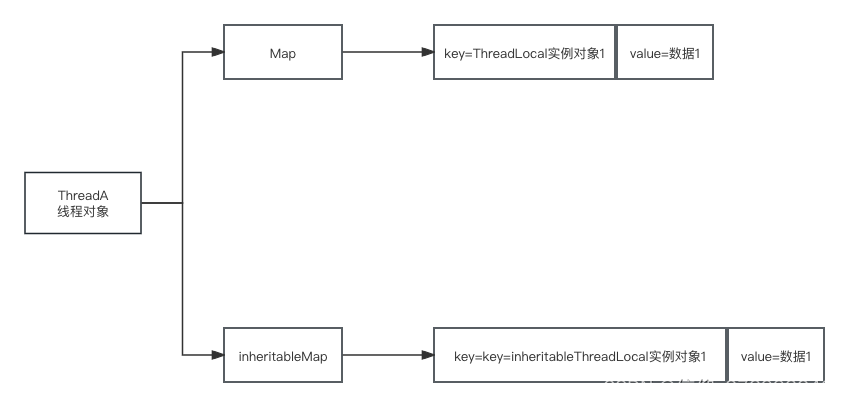 Map
key=ThreadLocal实例对象1
value=数据1
ThreadA
线程对象
inheritableMap
key=key=inheritableThreadLocal实例对象1
value=数据1